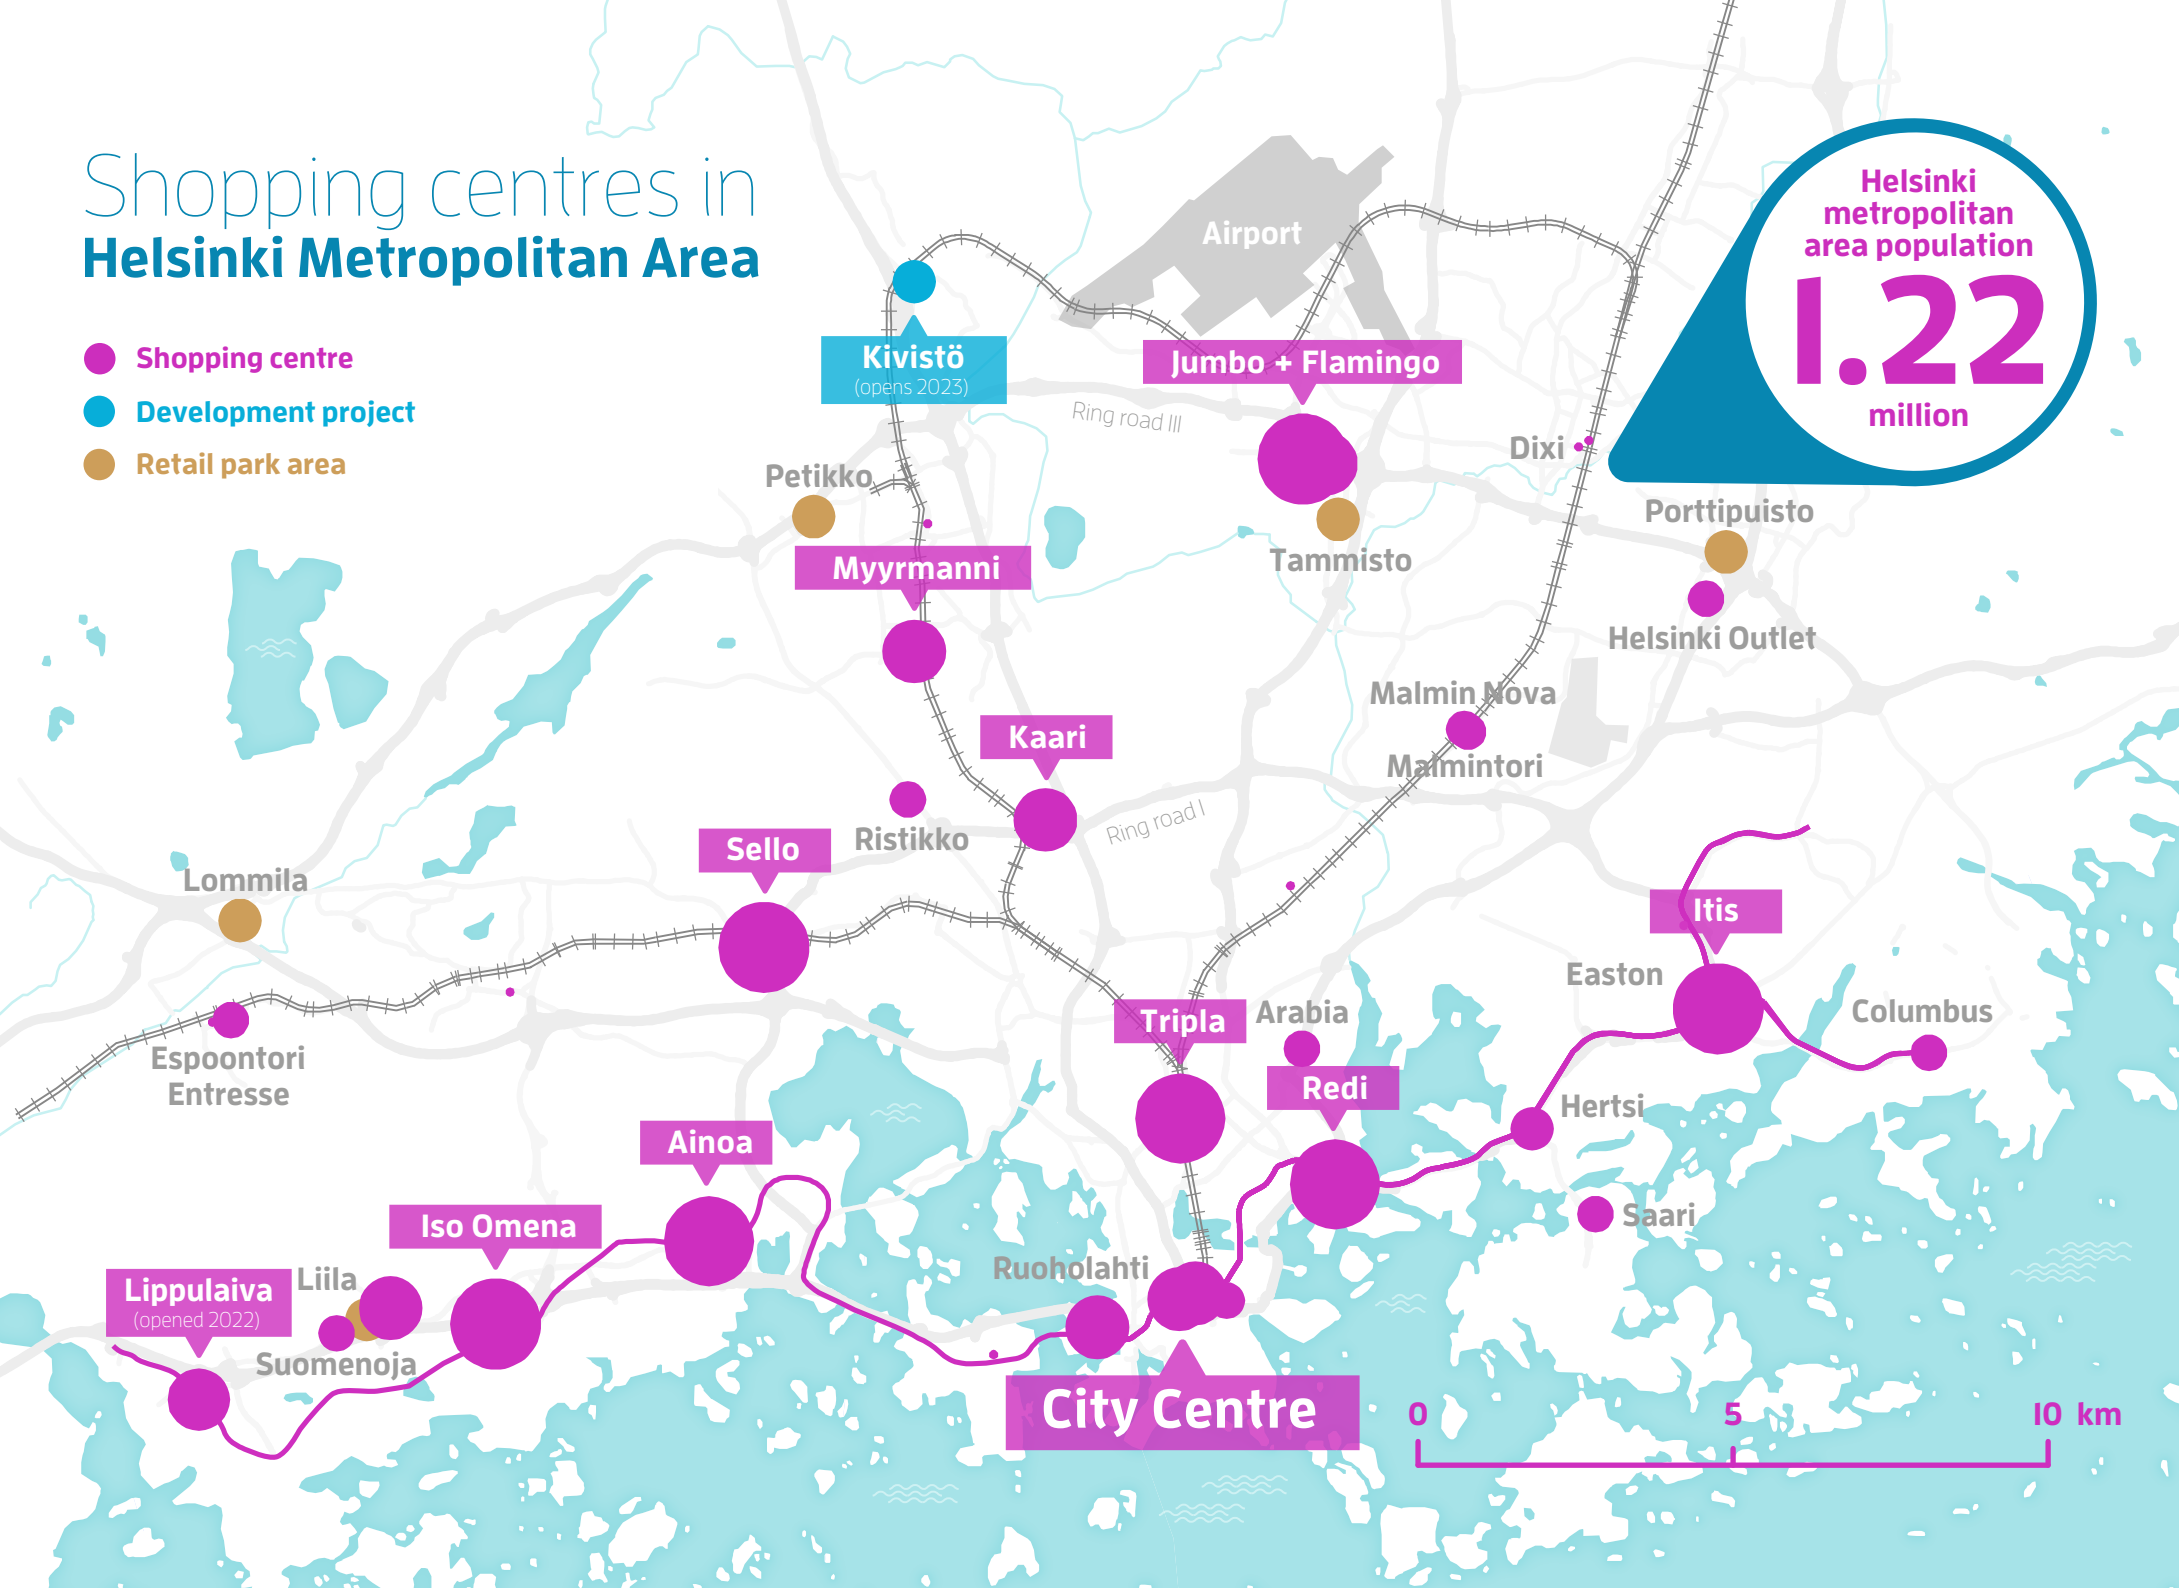 Shopping centres in
Helsinki Metropolitan Area
Shopping centre
Development project
Retail park area
Helsinki
metropolitan
area population
1.22
million
Airport
Kivistö
(opens 2023)
Jumbo + Flamingo
Ring road III
Dixi
Petikko
Porttipuisto
Tammisto
Myyrmanni
Helsinki Outlet
Malmin Nova
Kaari
Malmintori
Ring road I
Ristikko
Sello
Lommila
Itis
Easton
Columbus
Tripla
Arabia
Espoontori
Entresse
Redi
Hertsi
Ainoa
Saari
Iso Omena
Ruoholahti
Liila
Lippulaiva
(opened 2022)
Suomenoja
City Centre
0 5 10 km